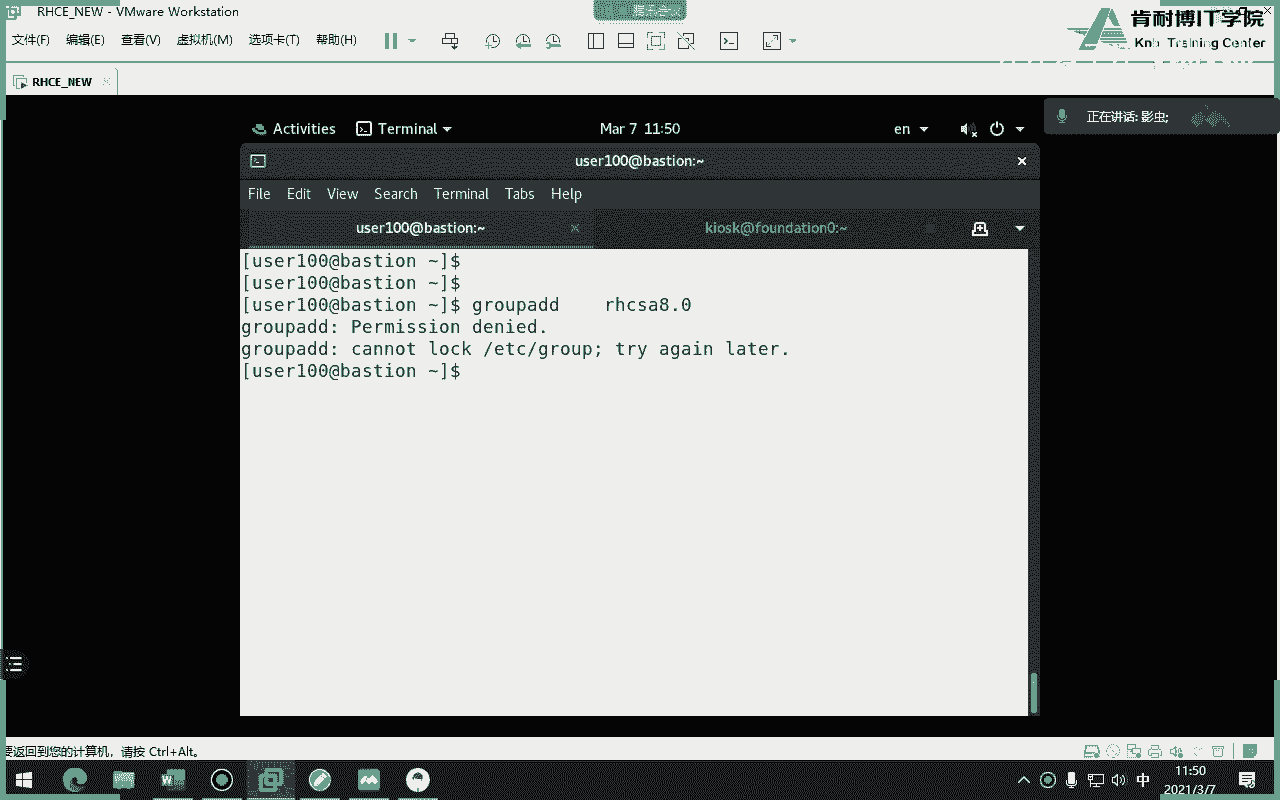 RHCE_NEW - VMware Workstation
肯耐博IT学院
文件(F) 编辑(E) 查看(V) 虚拟机(M) 选项卡(T) 帮助(H)
Training Center
RHCE_NEW
正在讲话: 影虫;
Activities Terminal Mar 7 11:50 en
user100@bastion:~
File Edit View Search Terminal Tabs Help
user100@bastion:~ kiosk@foundation0:~
[user100@bastion ~]$
[user100@bastion ~]$
[user100@bastion ~]$ groupadd    rhcsa8.0
groupadd: Permission denied.
groupadd: cannot lock /etc/group; try again later.
[user100@bastion ~]$
要返回到您的计算机，请按 Ctrl+Alt。
中
11:50
2021/3/7